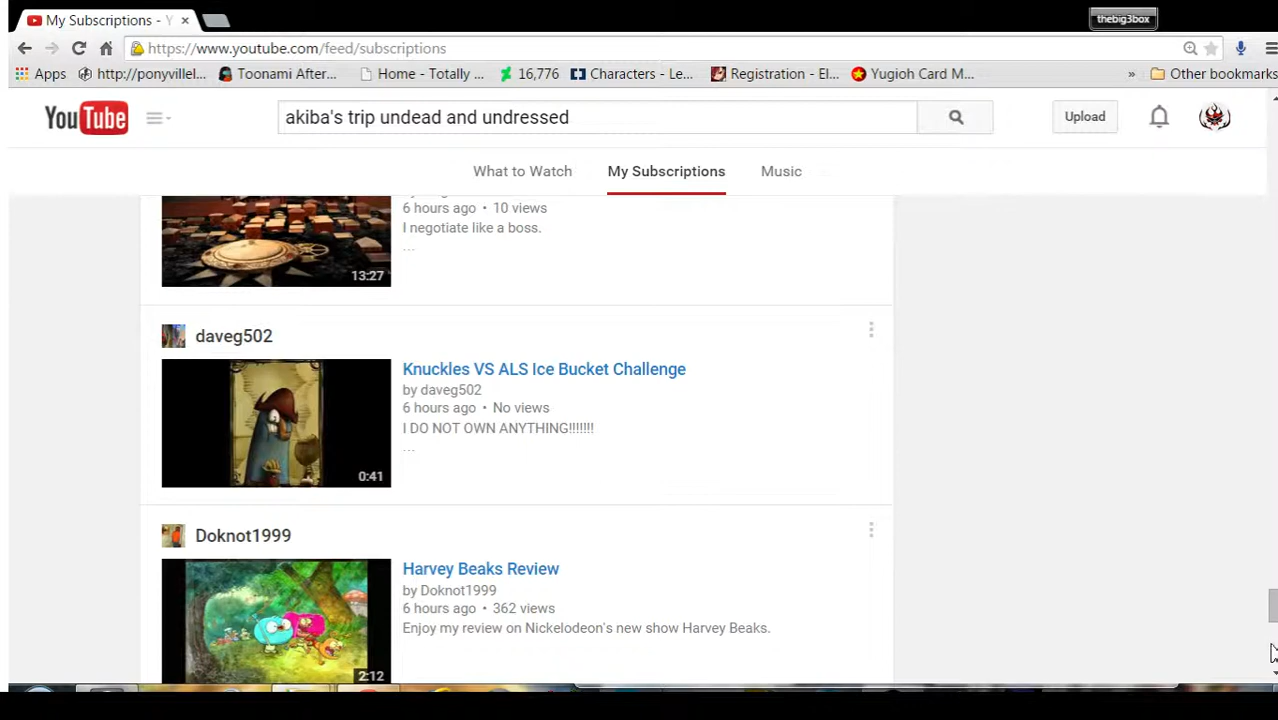 My Subscriptions - Y
thebig3box
https://www.youtube.com/feed/subscriptions
Apps
http://ponyvillel...
Toonami After...
Home - Totally ...
16,776
Characters - Le...
Registration - El...
Yugioh Card M...
»
Other bookmarks
YouTube
akiba's trip undead and undressed
Upload
What to Watch
My Subscriptions
Music
6 hours ago • 10 views
I negotiate like a boss.
...
13:27
daveg502
Knuckles VS ALS Ice Bucket Challenge
by daveg502
6 hours ago • No views
I DO NOT OWN ANYTHING!!!!!!!
...
0:41
Doknot1999
Harvey Beaks Review
by Doknot1999
6 hours ago • 362 views
Enjoy my review on Nickelodeon's new show Harvey Beaks.
2:12